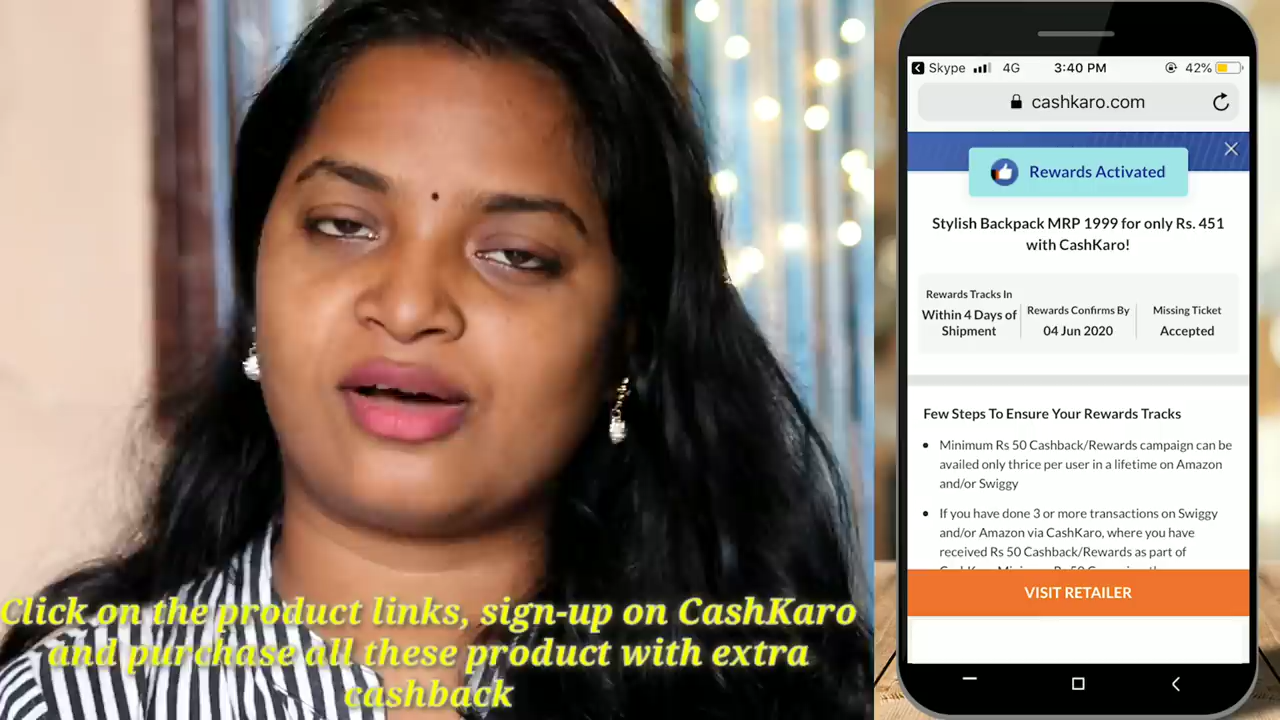 Skype 4G 3:40 PM 42%
cashkaro.com
Rewards Activated
Stylish Backpack MRP 1999 for only Rs. 451
with CashKaro!
Rewards Tracks In
Within 4 Days of
Shipment
Rewards Confirms By
04 Jun 2020
Missing Ticket
Accepted
Few Steps To Ensure Your Rewards Tracks
Minimum Rs 50 Cashback/Rewards campaign can be
availed only thrice per user in a lifetime on Amazon
and/or Swiggy
If you have done 3 or more transactions on Swiggy
and/or Amazon via CashKaro, where you have
received Rs 50 Cashback/Rewards as part of
VISIT RETAILER
Click on the product links, sign-up on CashKaro
and purchase all these product with extra
cashback